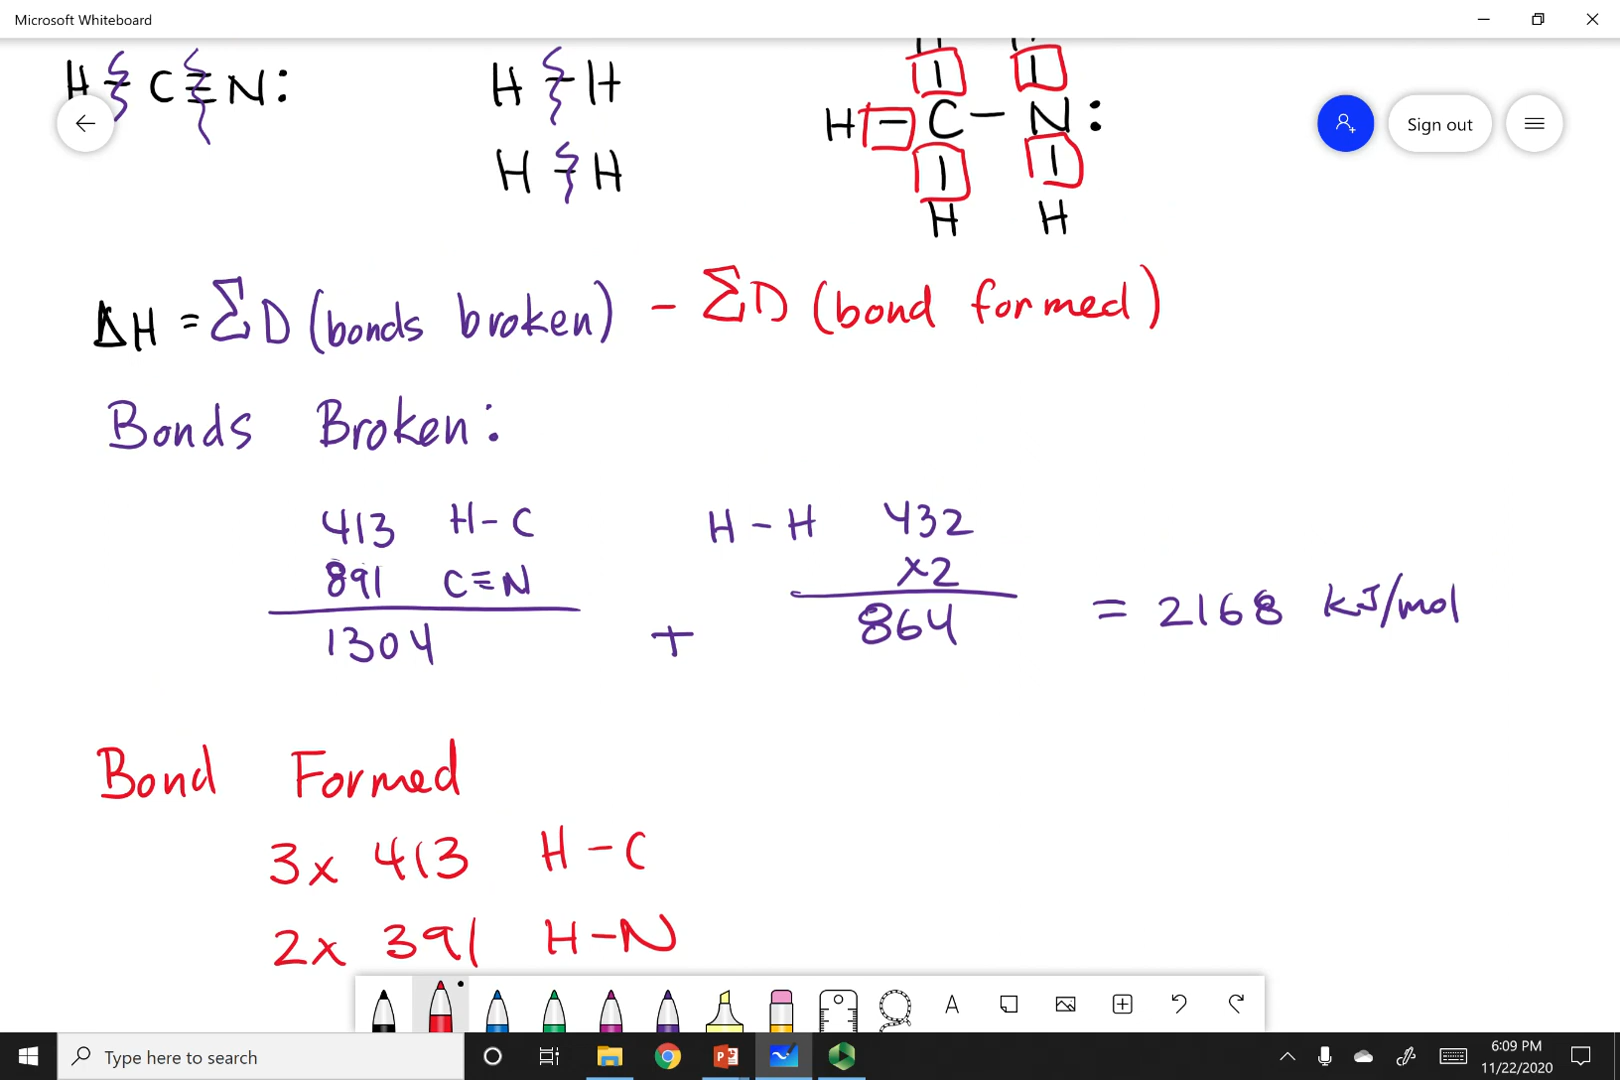 Microsoft Whiteboard
H - C ≡ N :
H - H
H - H
H - C - N :
H H
Sign out
ΔH = ΣD (bonds broken) - ΣD (bond formed)
Bonds Broken:
413 H - C
891 C≡N
1304
+
H - H 432
x2
864
= 2168 kJ/mol
Bond Formed
3x 413 H - C
2x 391 H - N
A
Type here to search
6:09 PM
11/22/2020